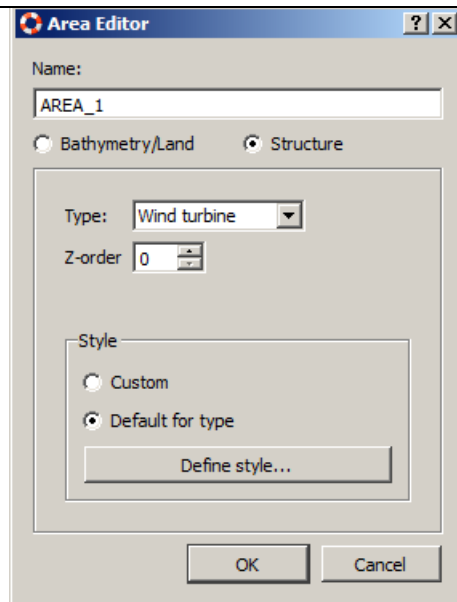 Area Editor
Name:
AREA_1
Bathymetry/Land Structure
Type: Wind turbine
Z-order 0
Style
Custom
Default for type
Define style...
OK Cancel